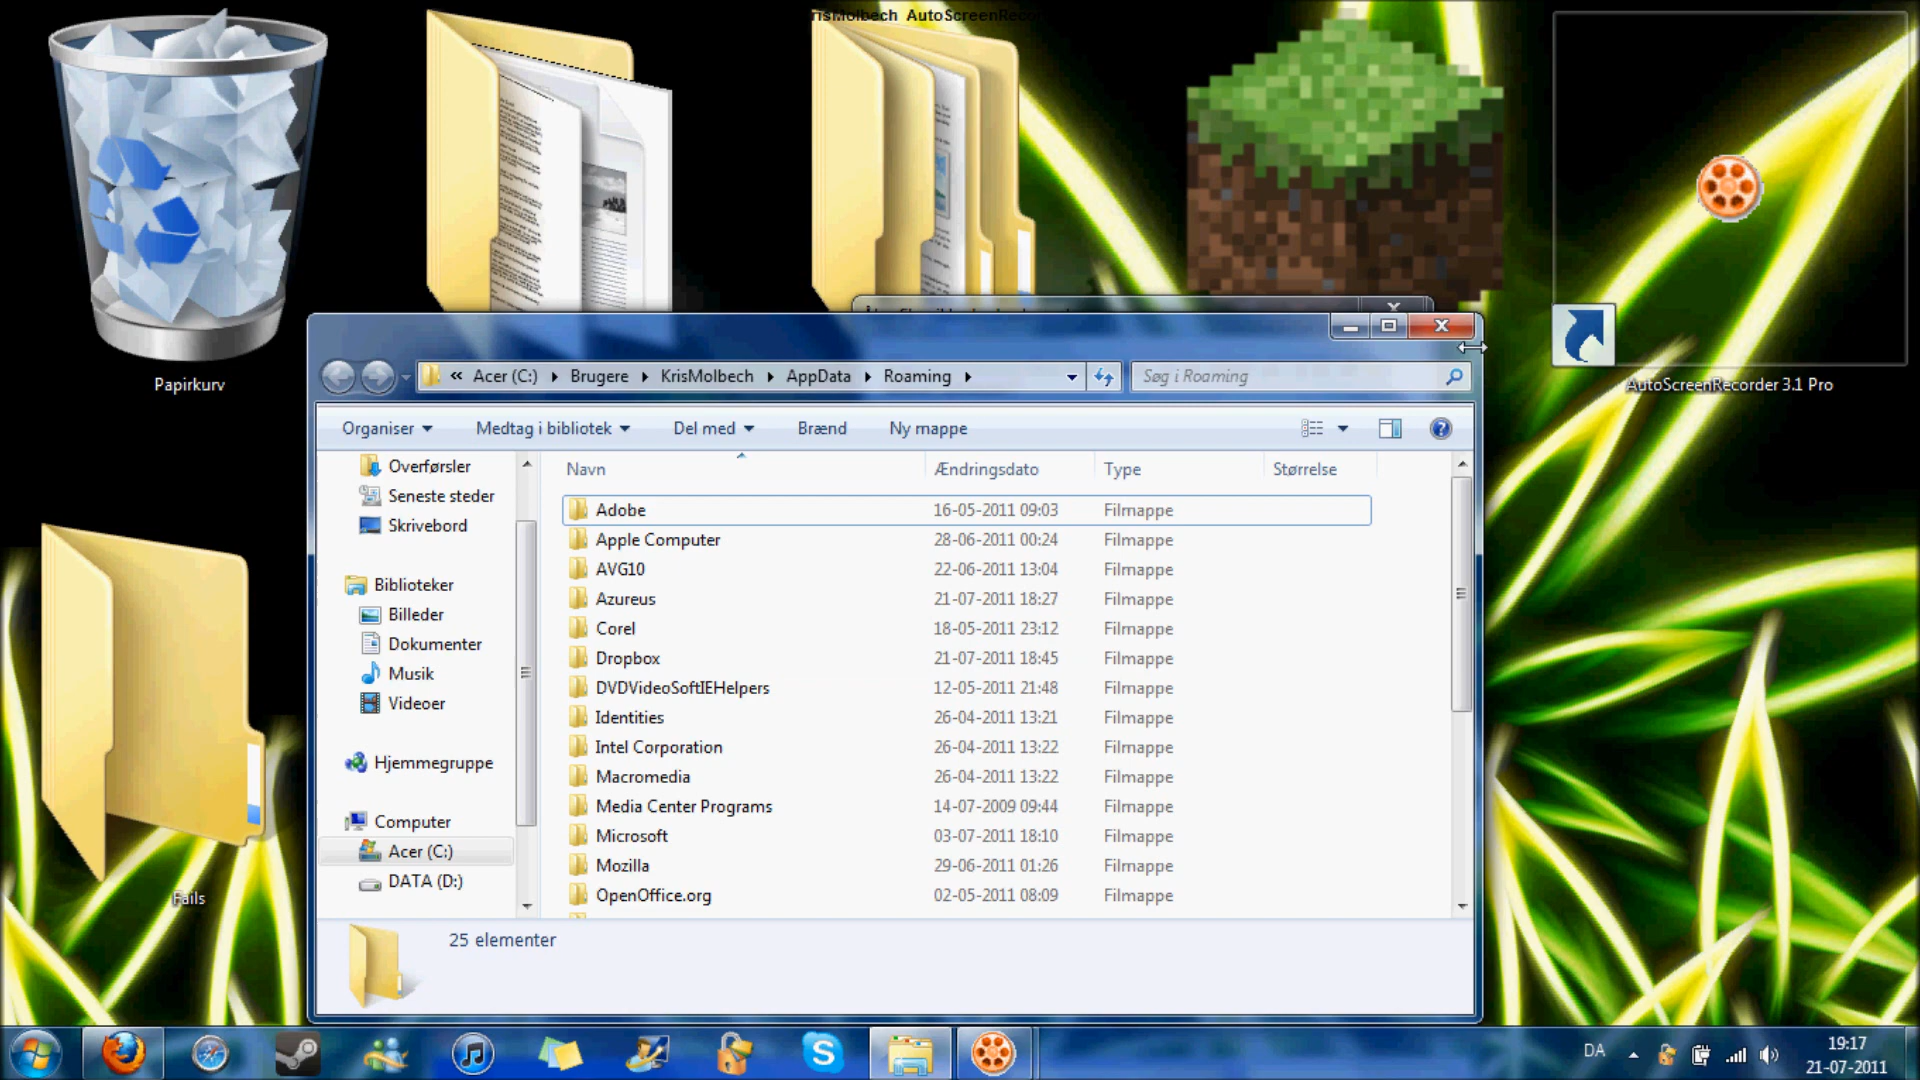 risMolbech AutoScreenReco
Papirkurv
AutoScreenRecorder 3.1 Pro
Fails
« Acer (C:) Brugere KrisMolbech AppData Roaming
Søg i Roaming
Organiser Medtag i bibliotek Del med Brænd Ny mappe
Overførsler
Seneste steder
Skrivebord
Biblioteker
Billeder
Dokumenter
Musik
Videoer
Hjemmegruppe
Computer
Acer (C:)
DATA (D:)
Navn Ændringsdato Type Størrelse
Adobe 16-05-2011 09:03 Filmappe
Apple Computer 28-06-2011 00:24 Filmappe
AVG10 22-06-2011 13:04 Filmappe
Azureus 21-07-2011 18:27 Filmappe
Corel 18-05-2011 23:12 Filmappe
Dropbox 21-07-2011 18:45 Filmappe
DVDVideoSoftIEHelpers 12-05-2011 21:48 Filmappe
Identities 26-04-2011 13:21 Filmappe
Intel Corporation 26-04-2011 13:22 Filmappe
Macromedia 26-04-2011 13:22 Filmappe
Media Center Programs 14-07-2009 09:44 Filmappe
Microsoft 03-07-2011 18:10 Filmappe
Mozilla 29-06-2011 01:26 Filmappe
OpenOffice.org 02-05-2011 08:09 Filmappe
25 elementer
DA
19:17
21-07-2011